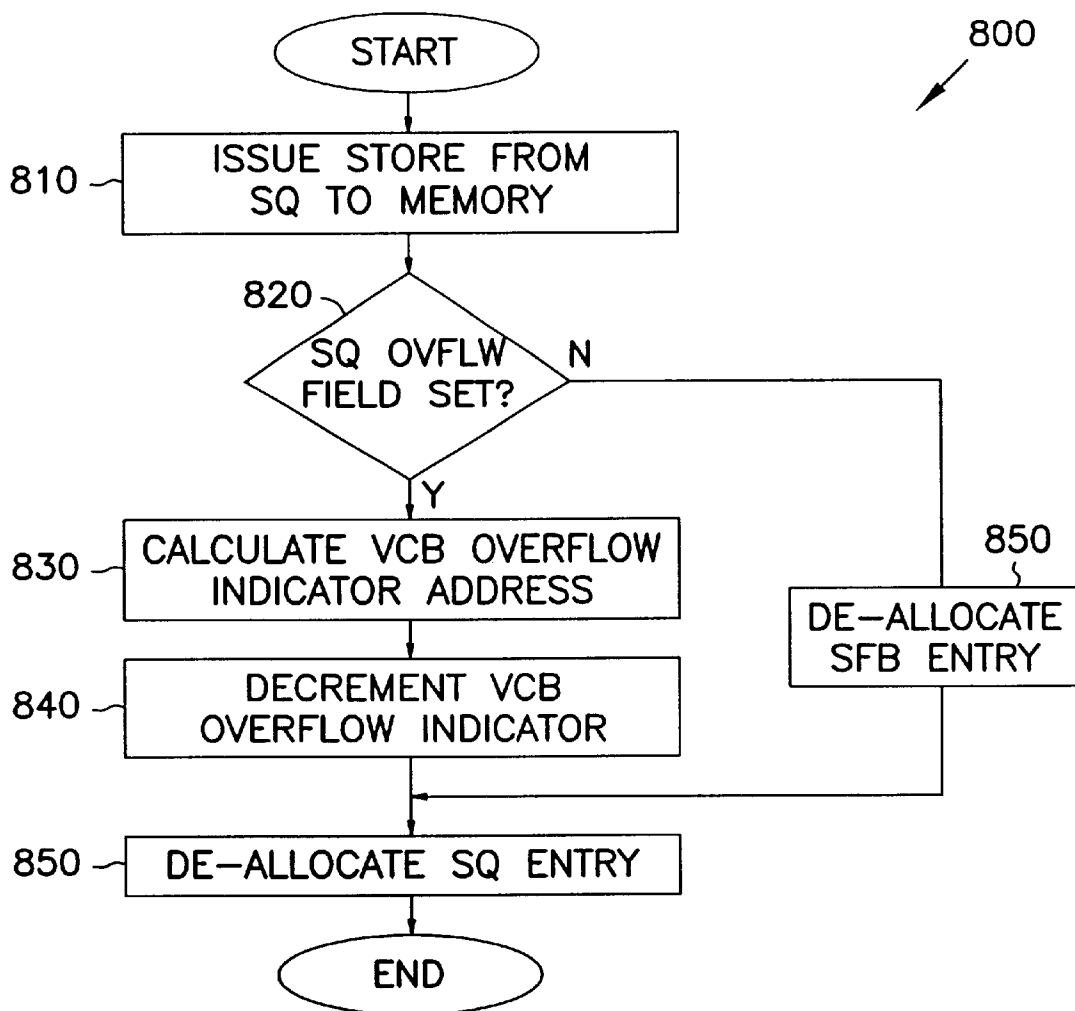 START
800
810
ISSUE STORE FROM
SQ TO MEMORY
820
SQ OVFLW
FIELD SET?
N
Y
830
CALCULATE VCB OVERFLOW
INDICATOR ADDRESS
850
DE-ALLOCATE
SFB ENTRY
840
DECREMENT VCB
OVERFLOW INDICATOR
850
DE-ALLOCATE SQ ENTRY
END